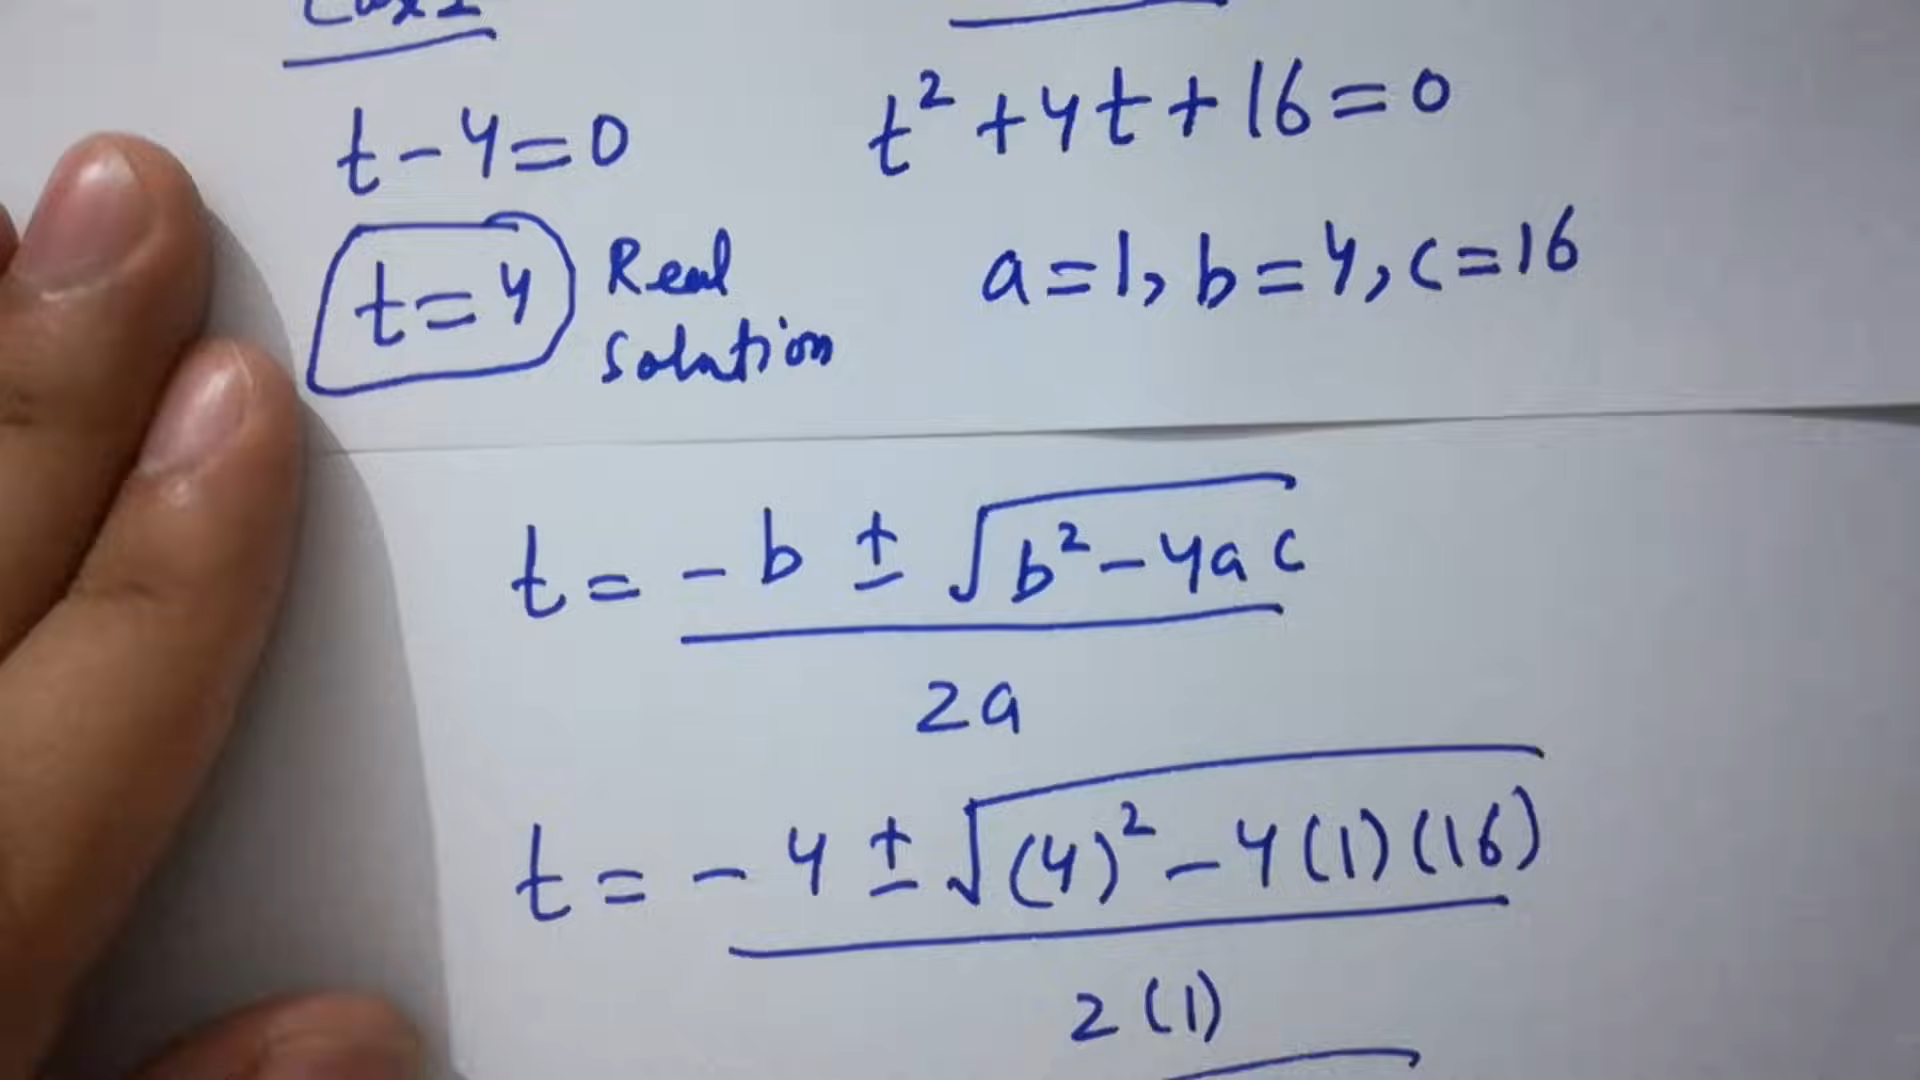 t - 4 = 0
t² + 4t + 16 = 0
t = 4 Real
Solution
a = 1, b = 4, c = 16
t = -b ± √(b² - 4ac)
2a
t = -4 ± √((4)² - 4(1)(16))
2(1)